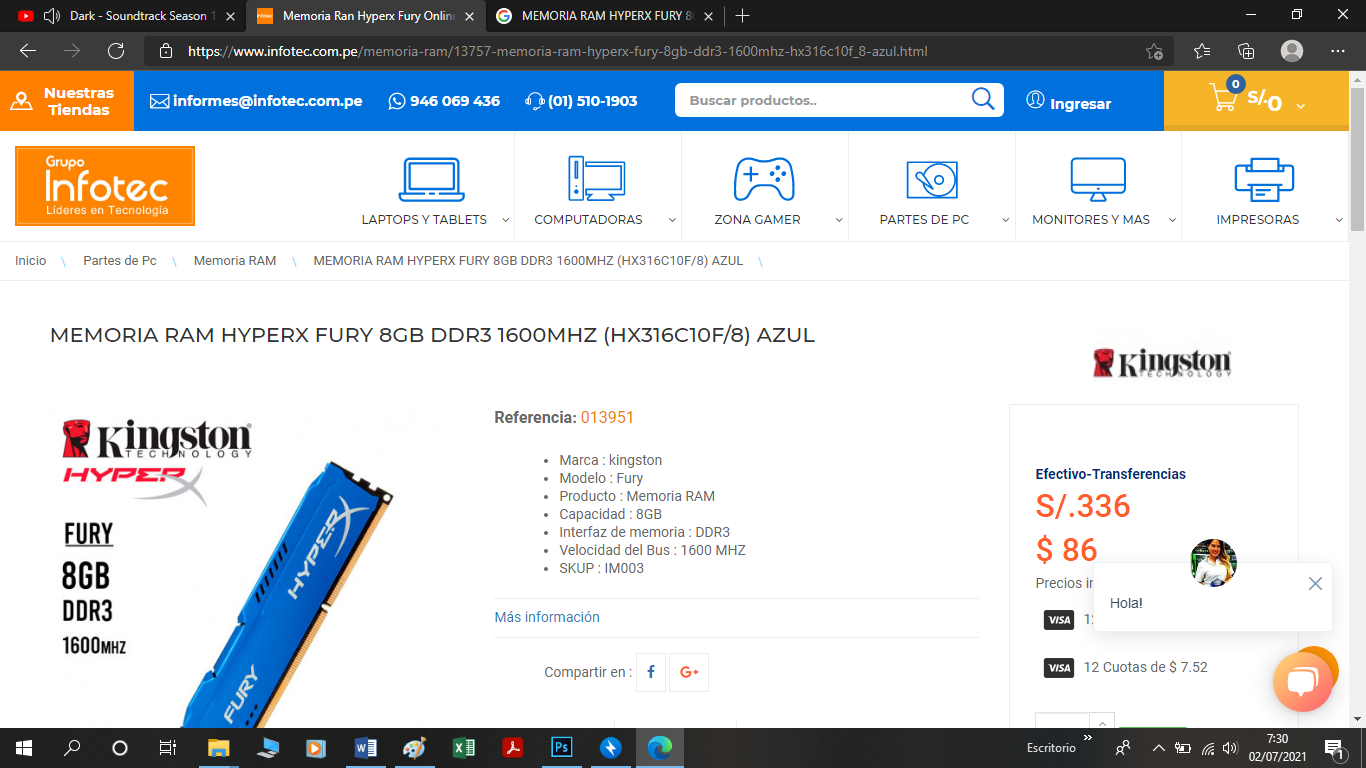 Dark - Soundtrack Season 1
Memoria Ran Hyperx Fury Online
MEMORIA RAM HYPERX FURY 8G
https://www.infotec.com.pe/memoria-ram/13757-memoria-ram-hyperx-fury-8gb-ddr3-1600mhz-hx316c10f_8-azul.html
Nuestras
Tiendas
informes@infotec.com.pe
946 069 436
(01) 510-1903
Buscar productos..
Ingresar
0
S/.0
Grupo
Infotec
Líderes en Tecnología
LAPTOPS Y TABLETS
COMPUTADORAS
ZONA GAMER
PARTES DE PC
MONITORES Y MAS
IMPRESORAS
Inicio \ Partes de Pc \ Memoria RAM \ MEMORIA RAM HYPERX FURY 8GB DDR3 1600MHZ (HX316C10F/8) AZUL \
MEMORIA RAM HYPERX FURY 8GB DDR3 1600MHZ (HX316C10F/8) AZUL
Kingston
TECHNOLOGY
Kingston
TECHNOLOGY
HYPERX
FURY
8GB
DDR3
1600MHZ
HYPERX
FURY
Referencia: 013951
Marca : kingston
Modelo : Fury
Producto : Memoria RAM
Capacidad : 8GB
Interfaz de memoria : DDR3
Velocidad del Bus : 1600 MHZ
SKUP : IM003
Más información
Compartir en :
f
G+
Efectivo-Transferencias
S/.336
$ 86
Precios in
Hola!
VISA 12
VISA 12 Cuotas de $ 7.52
Escritorio
7:30
02/07/2021
1